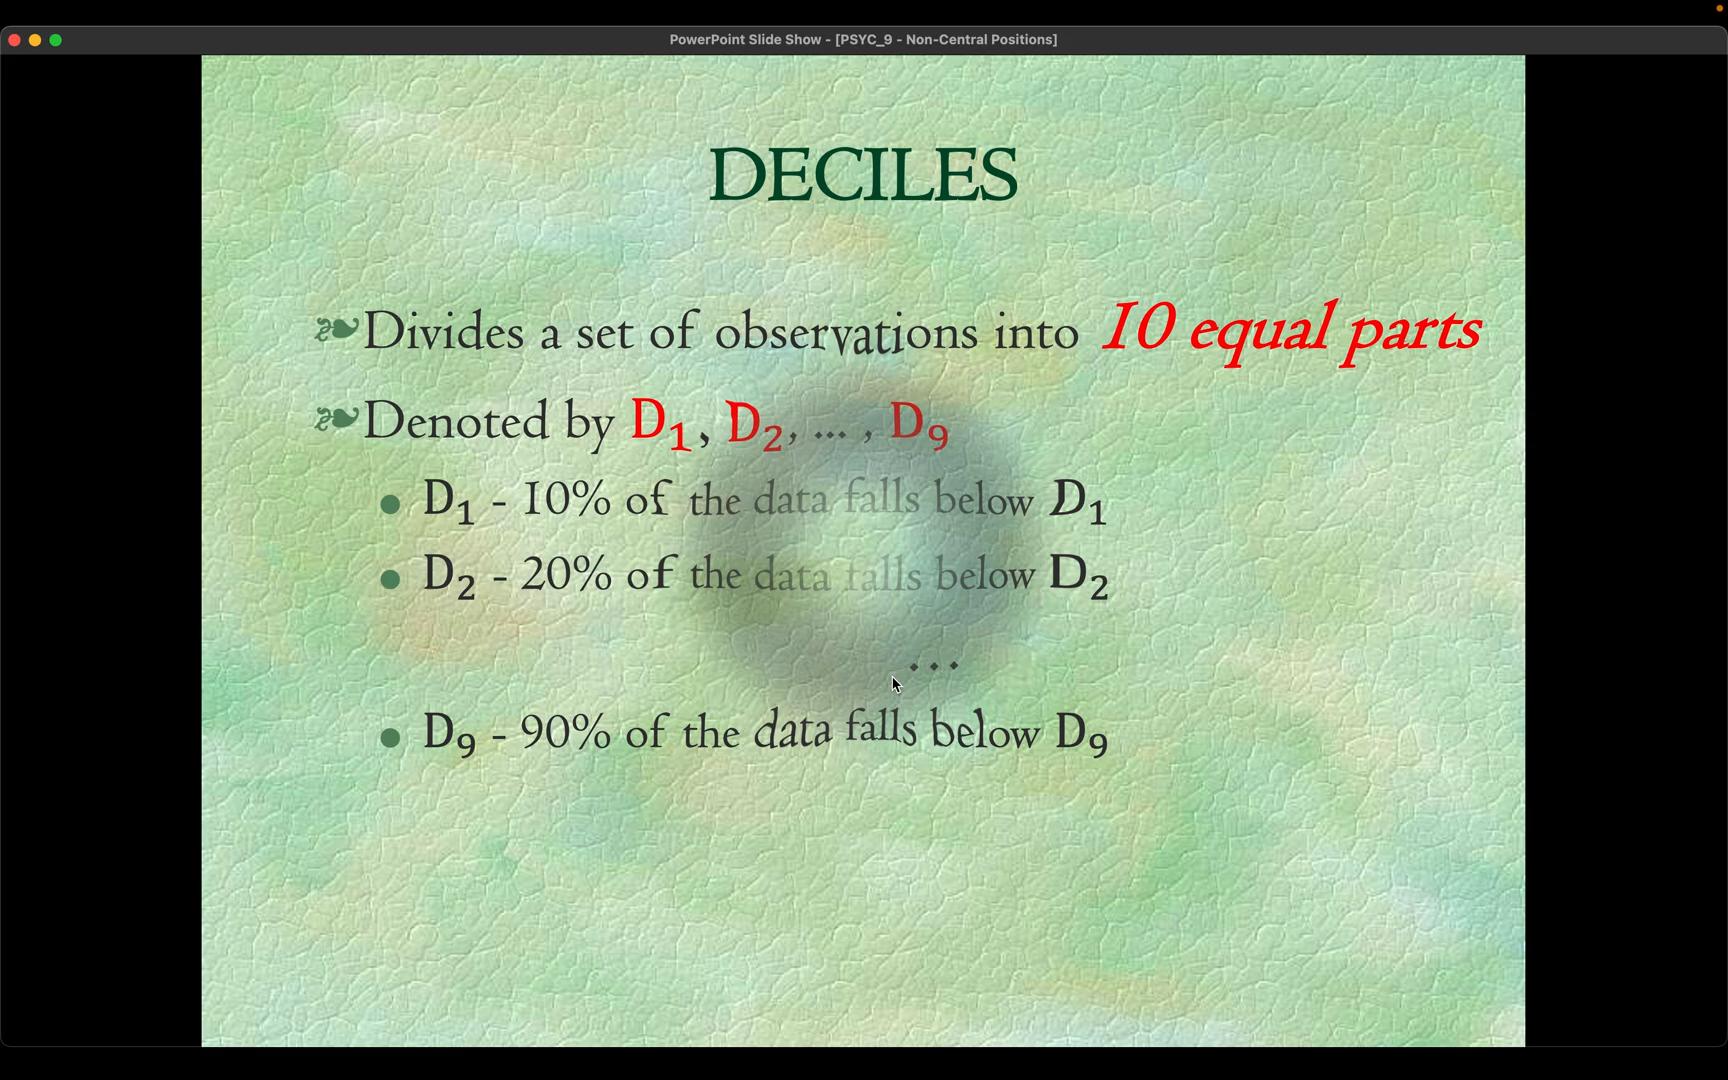 PowerPoint Slide Show - [PSYC_9 - Non-Central Positions]
DECILES
Divides a set of observations into 10 equal parts
Denoted by D₁, D₂, ... , D₉
D₁ - 10% of the data falls below D₁
D₂ - 20% of the data falls below D₂
...
D₉ - 90% of the data falls below D₉